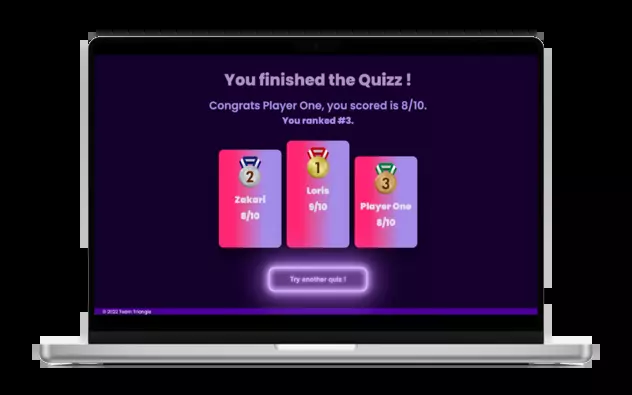 You finished the Quizz !
Congrats Player One, you scored is 8/10.
You ranked #3.
2
Zakari
8/10
1
Loris
9/10
3
Player One
8/10
Try another quiz !
© 2022 Team Triangle